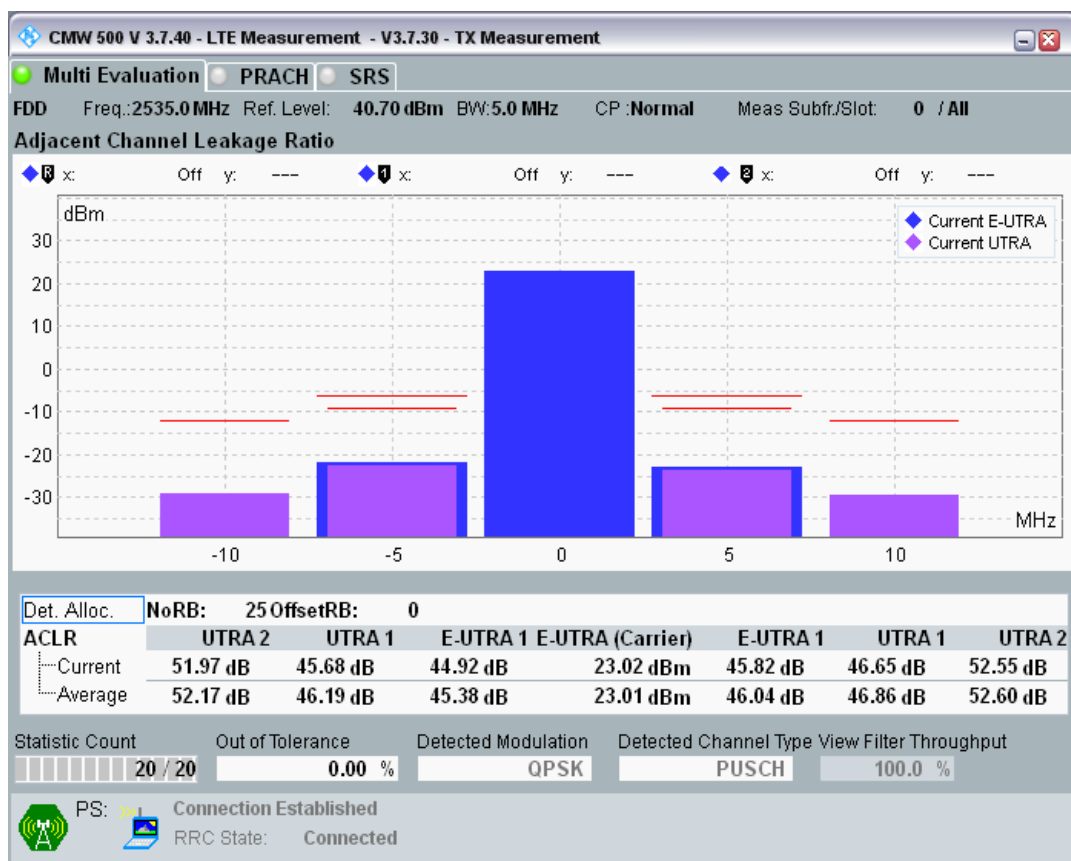 CMW 500 V 3.7.40 - LTE Measurement - V3.7.30 - TX Measurement
Multi Evaluation PRACH SRS
FDD Freq.:2535.0 MHz Ref. Level: 40.70 dBm BW:5.0 MHz CP :Normal Meas Subfr./Slot: 0 / All
Adjacent Channel Leakage Ratio
R x: Off y: --- 1 x: Off y: --- 2 x: Off y: ---
dBm
Current E-UTRA
Current UTRA
30
20
10
0
-10
-20
-30
MHz
-10 -5 0 5 10
Det. Alloc. NoRB: 25 OffsetRB: 0
ACLR UTRA 2 UTRA 1 E-UTRA 1 E-UTRA (Carrier) E-UTRA 1 UTRA 1 UTRA 2
Current 51.97 dB 45.68 dB 44.92 dB 23.02 dBm 45.82 dB 46.65 dB 52.55 dB
Average 52.17 dB 46.19 dB 45.38 dB 23.01 dBm 46.04 dB 46.86 dB 52.60 dB
Statistic Count Out of Tolerance Detected Modulation Detected Channel Type View Filter Throughput
20 / 20 0.00 % QPSK PUSCH 100.0 %
PS: Connection Established
RRC State: Connected